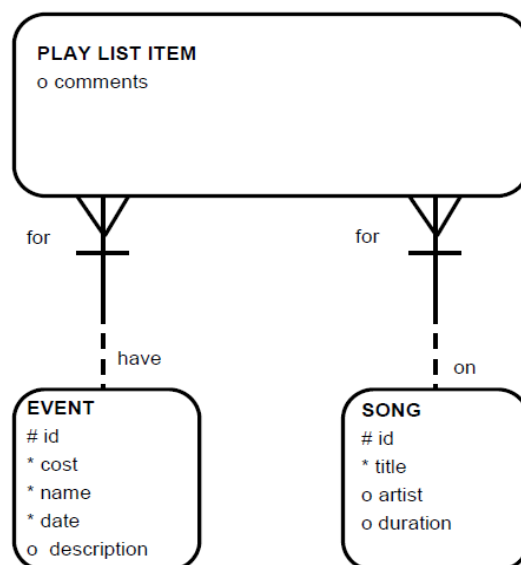 PLAY LIST ITEM
o comments
for
for
have
on
EVENT
# id
* cost
* name
* date
o description
SONG
# id
* title
o artist
o duration